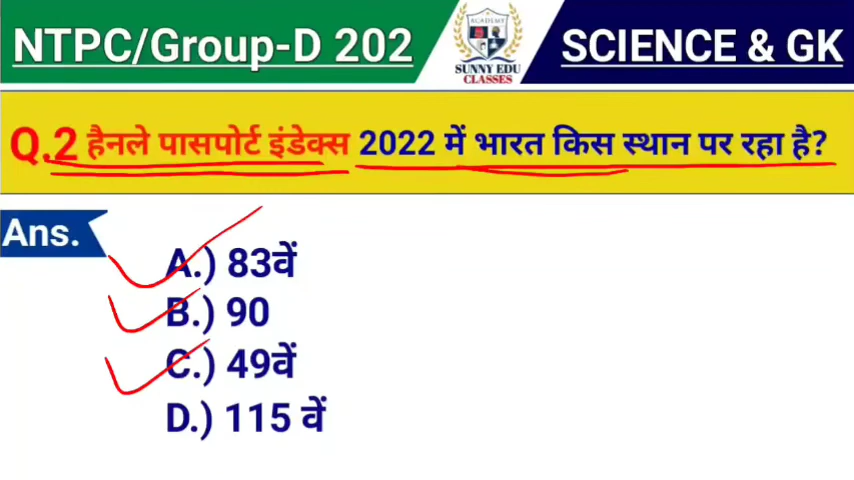 NTPC/Group-D 202
ACADEMY
SUNNY EDU
CLASSES
SCIENCE & GK
Q.2 हैनले पासपोर्ट इंडेक्स 2022 में भारत किस स्थान पर रहा है?
Ans.
A.) 83वें
B.) 90
C.) 49वें
D.) 115 वें